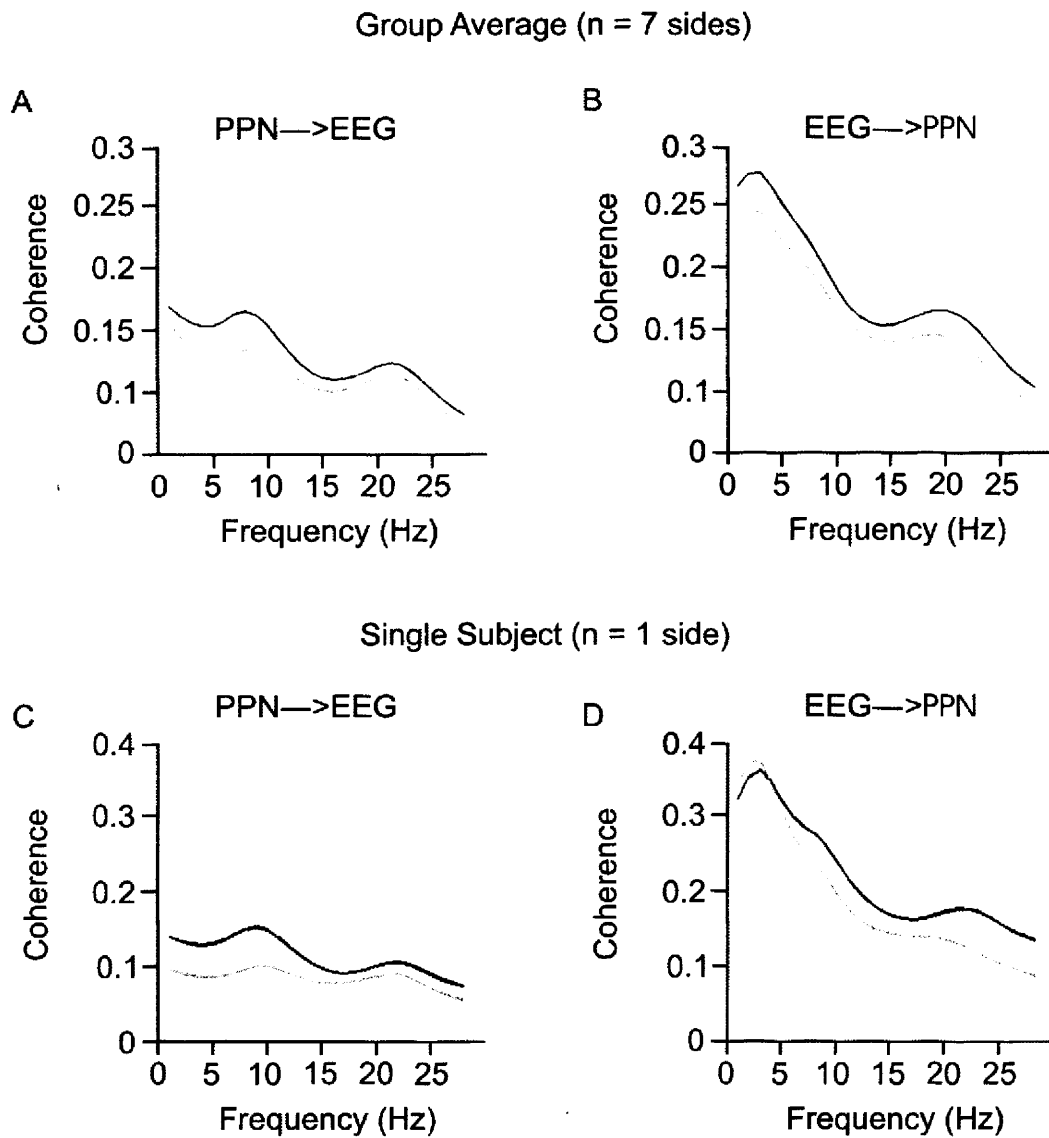 Group Average (n = 7 sides)
A
PPN—>EEG
0.3
0.25
0.2
0.15
0.1
0
Coherence
0 5 10 15 20 25
Frequency (Hz)
B
EEG—>PPN
0.3
0.25
0.2
0.15
0.1
0
Coherence
0 5 10 15 20 25
Frequency (Hz)
Single Subject (n = 1 side)
C
PPN—>EEG
0.4
0.3
0.2
0.1
0
Coherence
0 5 10 15 20 25
Frequency (Hz)
D
EEG—>PPN
0.4
0.3
0.2
0.1
0
Coherence
0 5 10 15 20 25
Frequency (Hz)